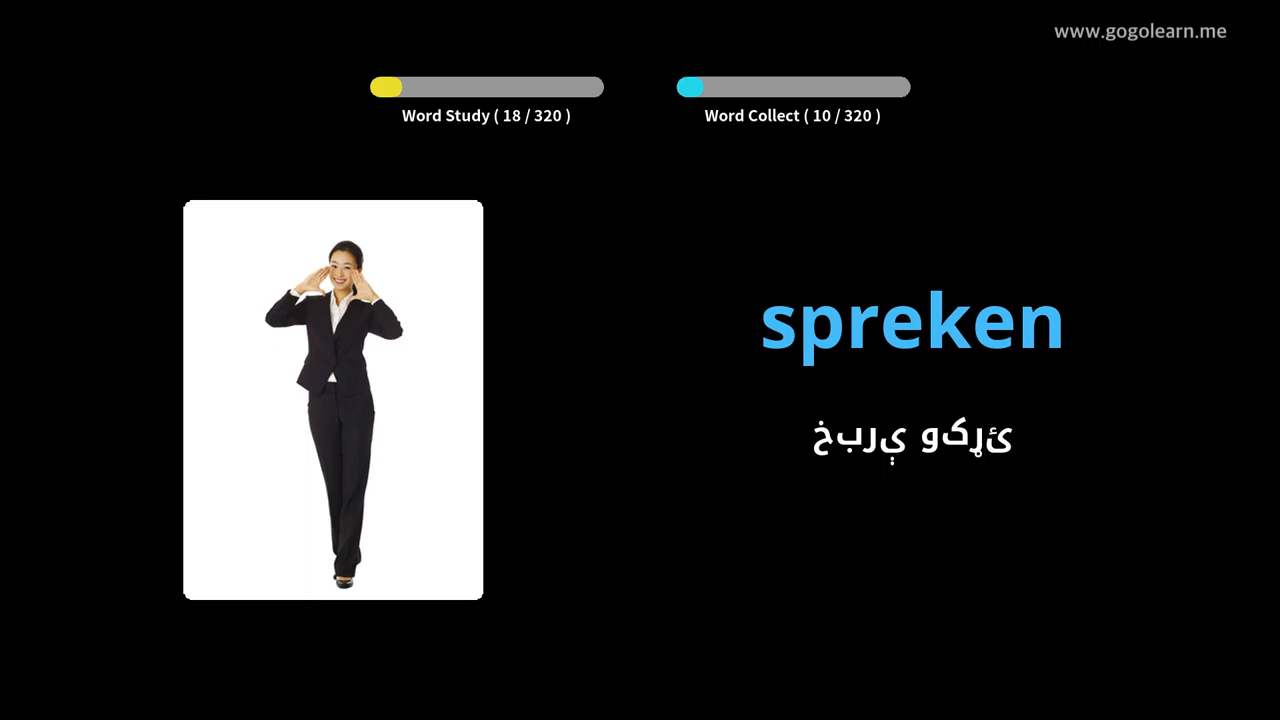 www.gogolearn.me
Word Study ( 18 / 320 )
Word Collect ( 10 / 320 )
spreken
خبرې وکړئ